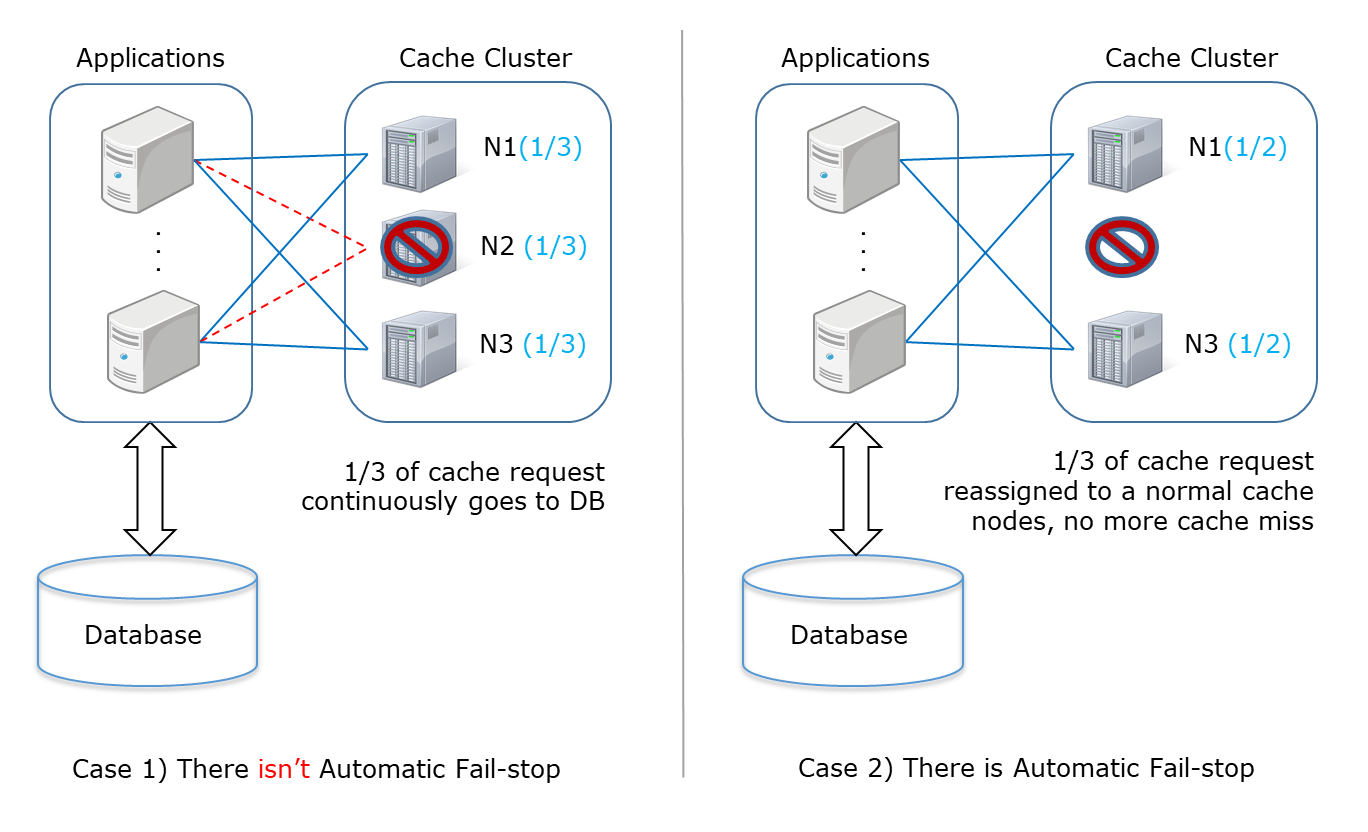 Applications
Cache Cluster
N1(1/3)
N2 (1/3)
N3 (1/3)
1/3 of cache request
continuously goes to DB
Database
Case 1) There isn't Automatic Fail-stop
Applications
Cache Cluster
N1(1/2)
N3 (1/2)
1/3 of cache request
reassigned to a normal cache
nodes, no more cache miss
Database
Case 2) There is Automatic Fail-stop